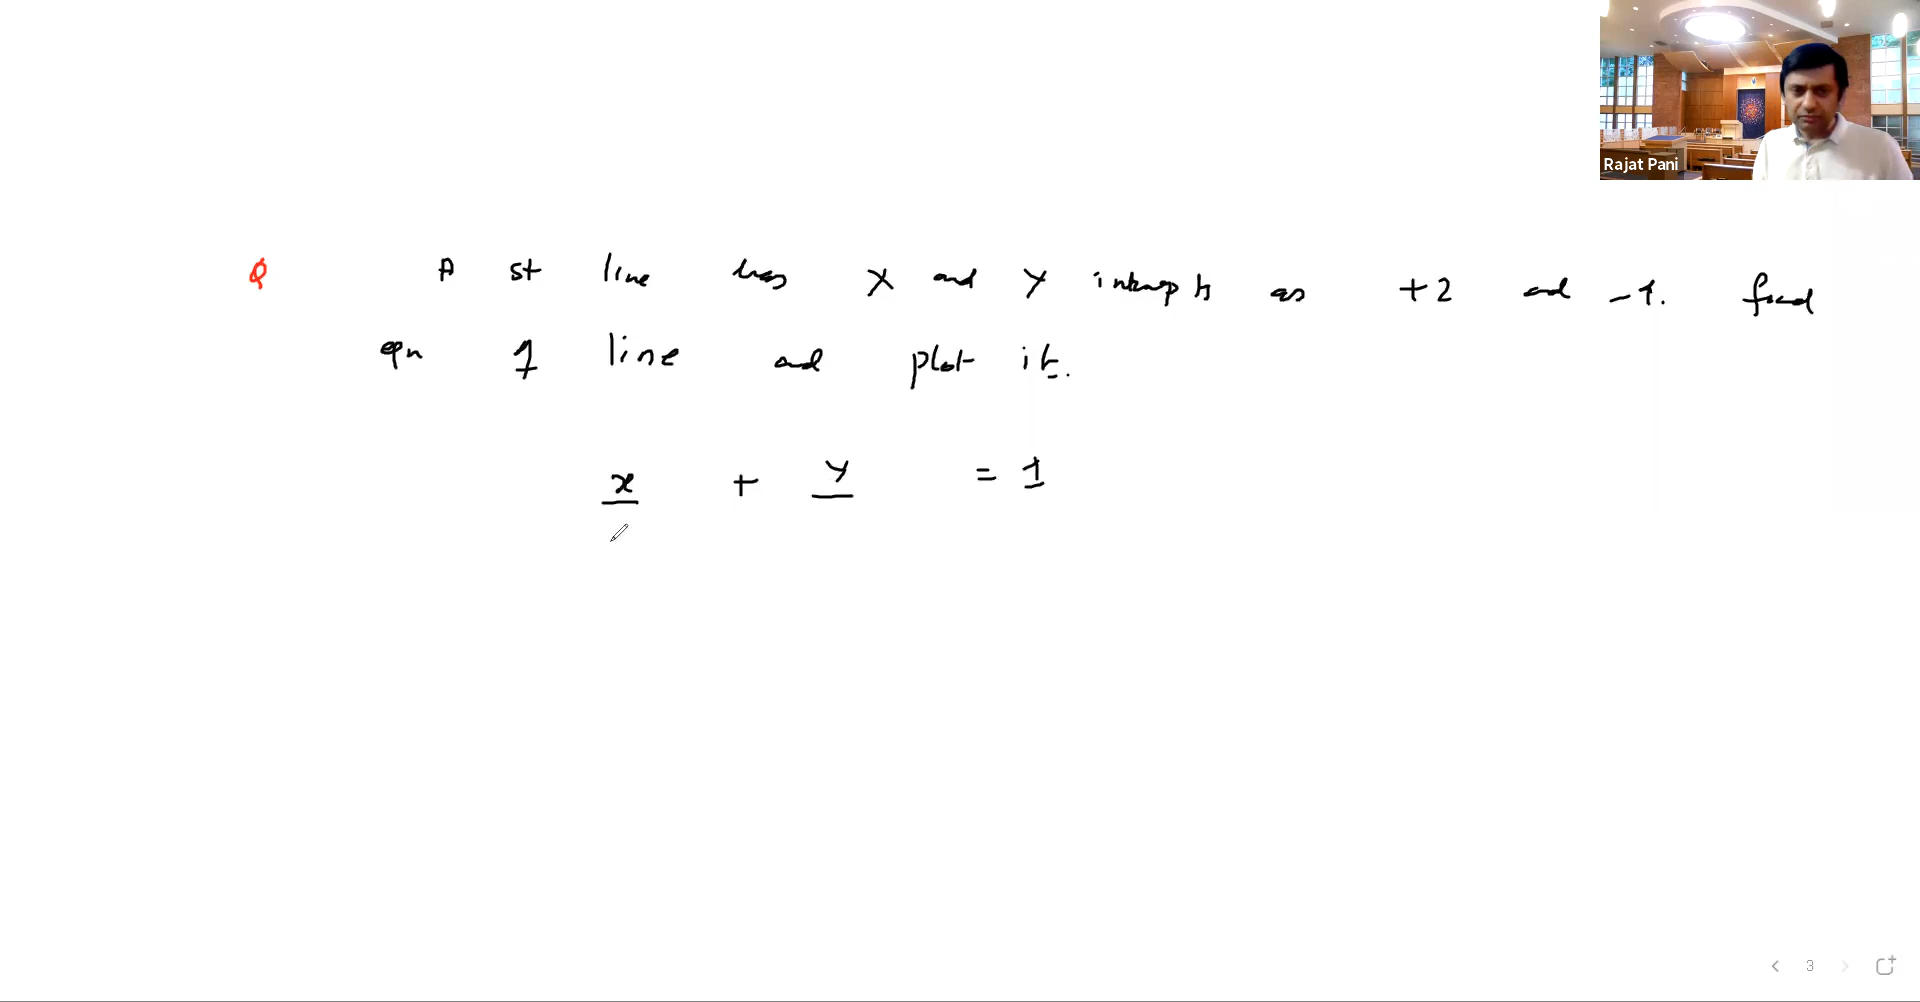 Rajat Pani
Q A st line has X and Y intercepts as +2 and -1. find
eqn of line and plot it.
x + y = 1
3